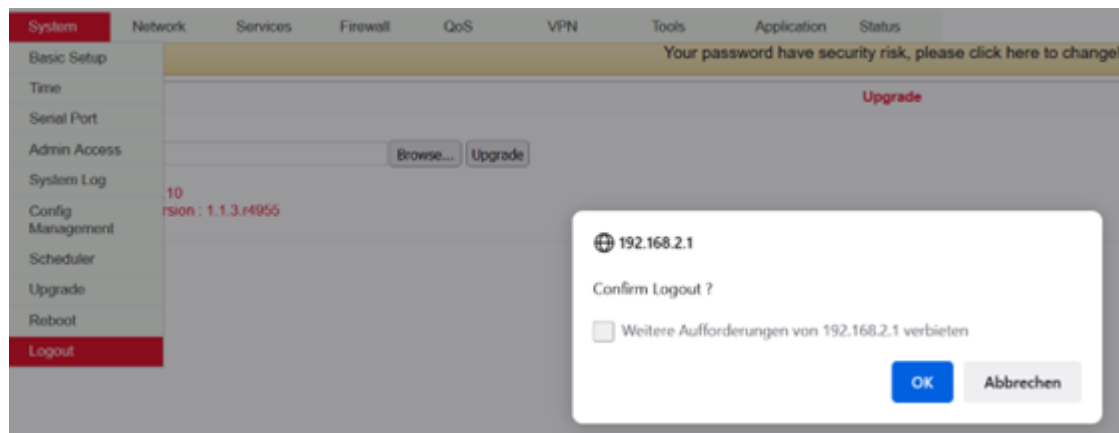 System Network Services Firewall QoS VPN Tools Application Status
Basic Setup
Your password have security risk, please click here to change!
Time
Upgrade
Serial Port
Admin Access
Browse... Upgrade
System Log
.10
Config
Management
rsion : 1.1.3.r4955
Scheduler
Upgrade
Reboot
Logout
192.168.2.1
Confirm Logout ?
Weitere Aufforderungen von 192.168.2.1 verbieten
OK Abbrechen